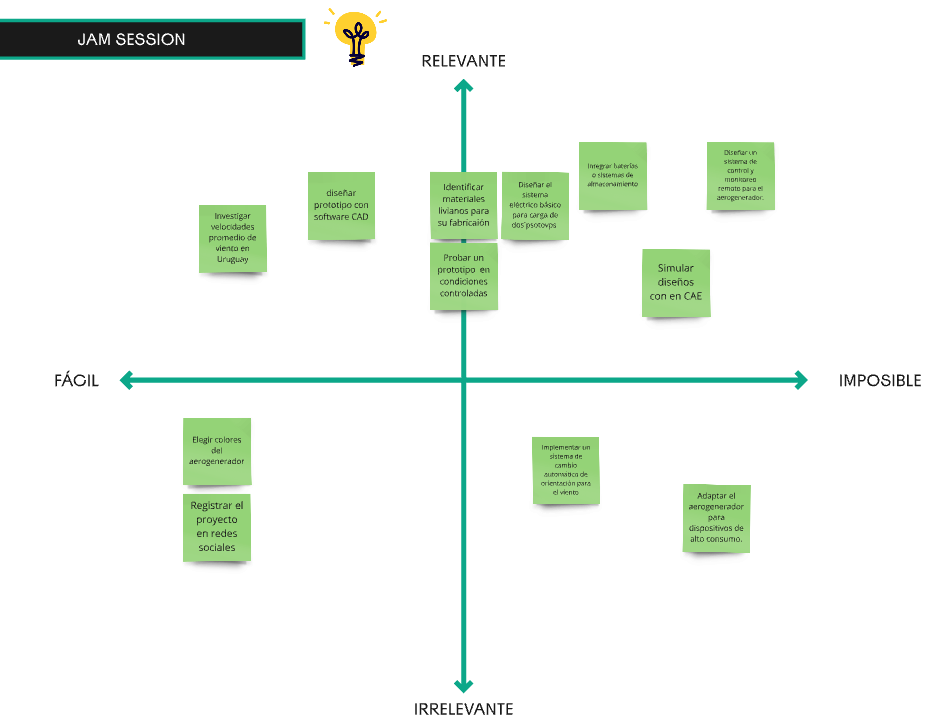 JAM SESSION
RELEVANTE
Diseñar un
sistema de
control y
monitoreo
remoto para el
aerogenerador.
Integrar baterías
o sistemas de
almacenamiento
diseñar
prototipo con
software CAD
Identificar
materiales
livianos para
su fabricaión
Diseñar el
sistema
eléctrico básico
para carga de
dos psotovps
Investigar
velocidades
promedio de
viento en
Uruguay
Probar un
prototipo en
condiciones
controladas
Simular
diseños
con en CAE
FÁCIL
IMPOSIBLE
Elegir colores
del
aerogenerador
Implementar un
sistema de
cambio
automatico de
orientación para
el viento
Registrar el
proyecto
en redes
sociales
Adaptar el
aerogenerador
para
dispositivos de
alto consumo.
IRRELEVANTE